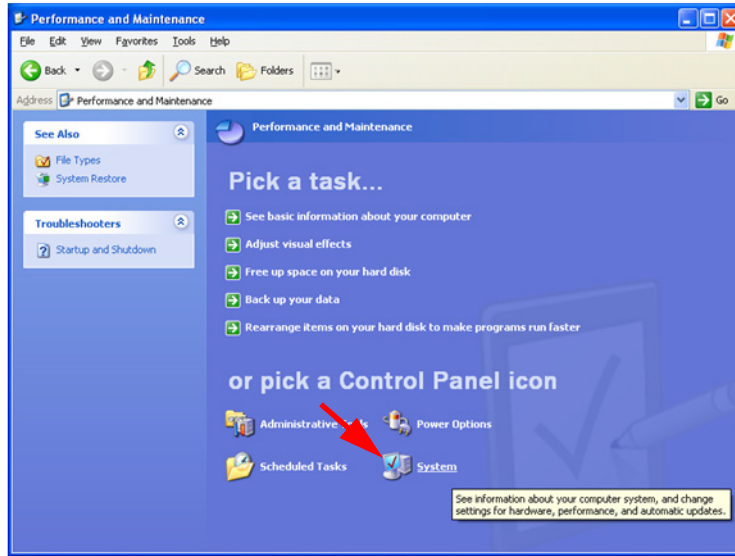 Performance and Maintenance
File Edit View Favorites Tools Help
Back Search Folders
Address Performance and Maintenance Go
See Also
File Types
System Restore
Troubleshooters
Startup and Shutdown
Performance and Maintenance
Pick a task...
See basic information about your computer
Adjust visual effects
Free up space on your hard disk
Back up your data
Rearrange items on your hard disk to make programs run faster
or pick a Control Panel icon
Administrative Power Options
Scheduled Tasks System
See information about your computer system, and change
settings for hardware, performance, and automatic updates.